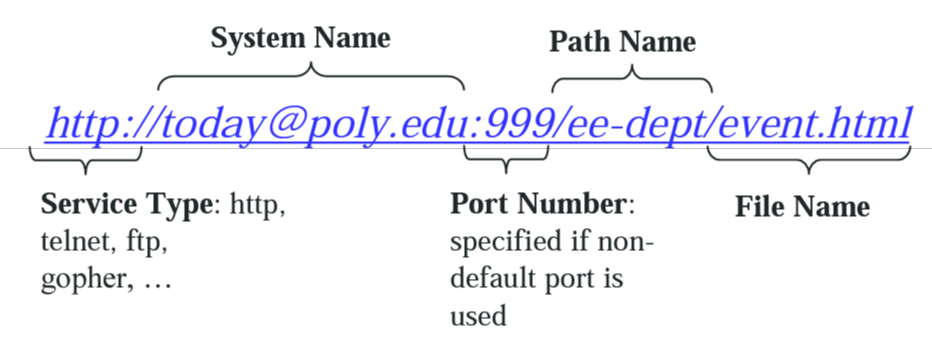 System Name
Path Name
http://today@poly.edu:999/ee-dept/event.html
Service Type: http,
telnet, ftp,
gopher, …
Port Number:
specified if non-
default port is
used
File Name